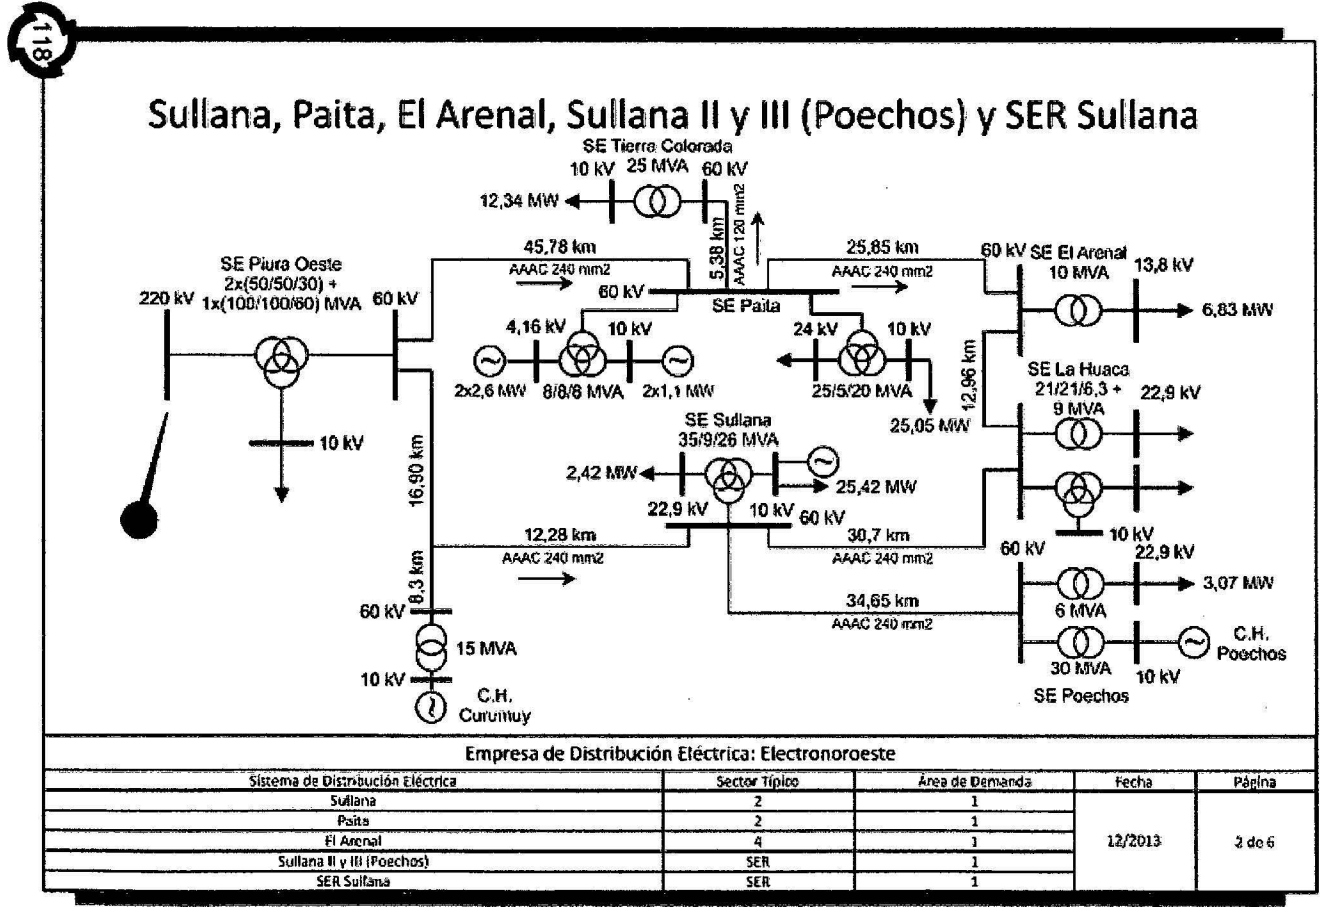 118
Sullana, Paita, El Arenal, Sullana II y III (Poechos) y SER Sullana
SE Tierra Colorada
10 kV 25 MVA 60 kV
12,34 MW
5,38 km
AAAC 120 mm2
45,78 km
AAAC 240 mm2
25,85 km
AAAC 240 mm2
60 kV
SE El Arenal
10 MVA
13,8 kV
6,83 MW
SE Piura Oeste
2x(50/50/30) +
1x(100/100/60) MVA
220 kV
60 kV
10 kV
60 kV
SE Paita
4,16 kV
10 kV
2x2,6 MW
8/8/6 MVA
2x1,1 MW
24 kV
10 kV
25/5/20 MVA
25,05 MW
12,96 km
SE La Huaca
21/21/6,3 +
9 MVA
22,9 kV
10 kV
60 kV
16,90 km
SE Sullana
35/9/26 MVA
2,42 MW
25,42 MW
22,9 kV
10 kV
60 kV
12,28 km
AAAC 240 mm2
30,7 km
AAAC 240 mm2
34,65 km
AAAC 240 mm2
22,9 kV
3,07 MW
6 MVA
C.H.
Poechos
30 MVA
10 kV
SE Poechos
8,3 km
60 kV
15 MVA
10 kV
C.H.
Curumuy
Empresa de Distribución Eléctrica: Electronoroeste
Sistema de Distribución Eléctrica Sector Típico Área de Demanda Fecha Página
Sullana 2 1
Paita 2 1
El Arenal 4 1 12/2013 2 de 6
Sullana II y III (Poechos) SER 1
SER Sullana SER 1